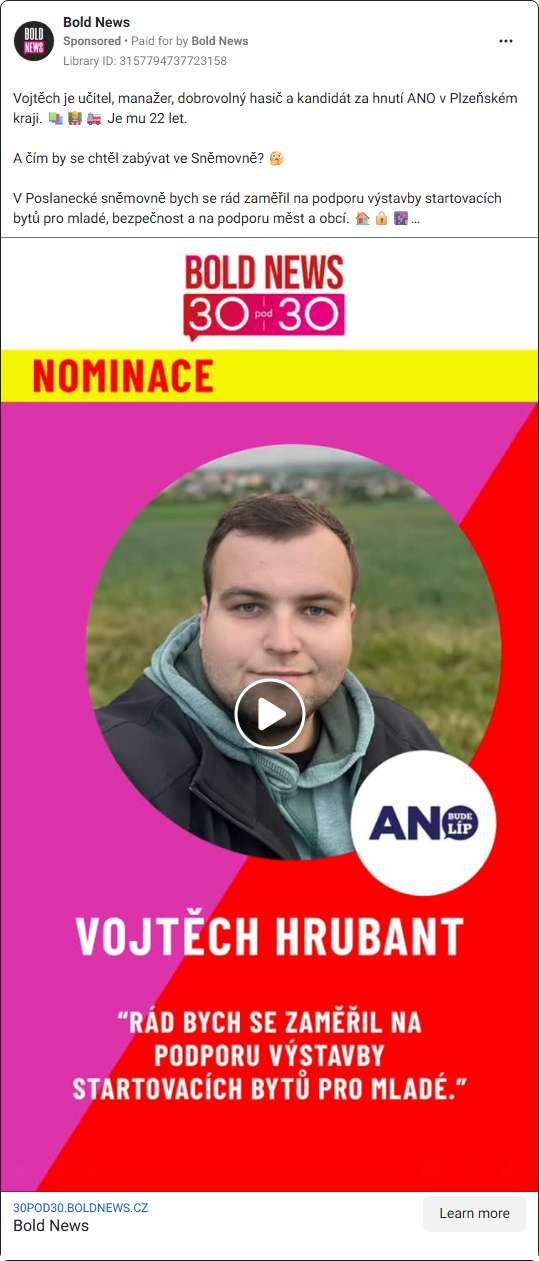 Bold News
Sponsored • Paid for by Bold News
Library ID: 3157794737723158
Vojtěch je učitel, manažer, dobrovolný hasič a kandidát za hnutí ANO v Plzeňském
kraji. 📚 👨‍🏫 🚒 Je mu 22 let.
A čím by se chtěl zabývat ve Sněmovně? 🤔
V Poslanecké sněmovně bych se rád zaměřil na podporu výstavby startovacích
bytů pro mladé, bezpečnost a na podporu měst a obcí. 🏠 🔒 🌆 ...
BOLD NEWS
BOLD NEWS
30 pod 30
NOMINACE
ANO BUDE LÍP
VOJTĚCH HRUBANT
“RÁD BYCH SE ZAMĚŘIL NA
PODPORU VÝSTAVBY
STARTOVACÍCH BYTŮ PRO MLADÉ.”
30POD30.BOLDNEWS.CZ
Bold News
Learn more